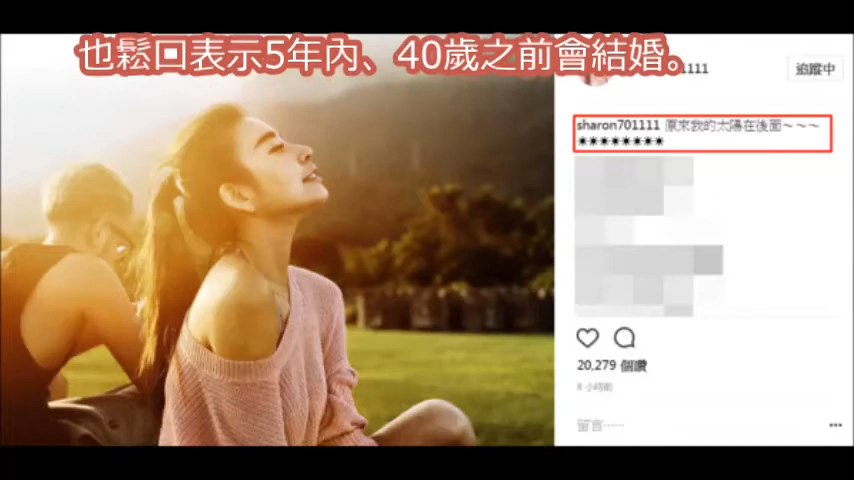 也鬆口表示5年內、40歲之前會結婚。
1111
追蹤中
sharon701111 原來我的太陽在後面～～～
☀☀☀☀☀☀☀☀
20,279 個讚
8 小時前
留言……